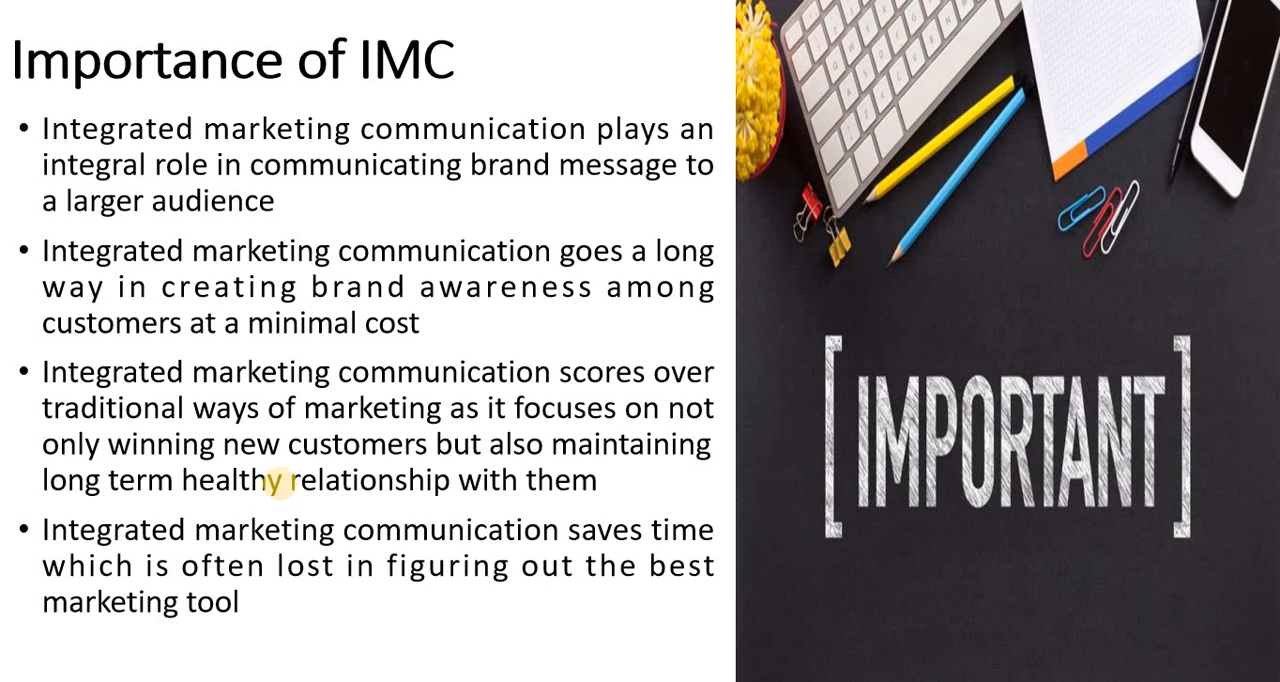 Importance of IMC
• Integrated marketing communication plays an
integral role in communicating brand message to
a larger audience
• Integrated marketing communication goes a long
way in creating brand awareness among
customers at a minimal cost
• Integrated marketing communication scores over
traditional ways of marketing as it focuses on not
only winning new customers but also maintaining
long term healthy relationship with them
• Integrated marketing communication saves time
which is often lost in figuring out the best
marketing tool
[IMPORTANT]